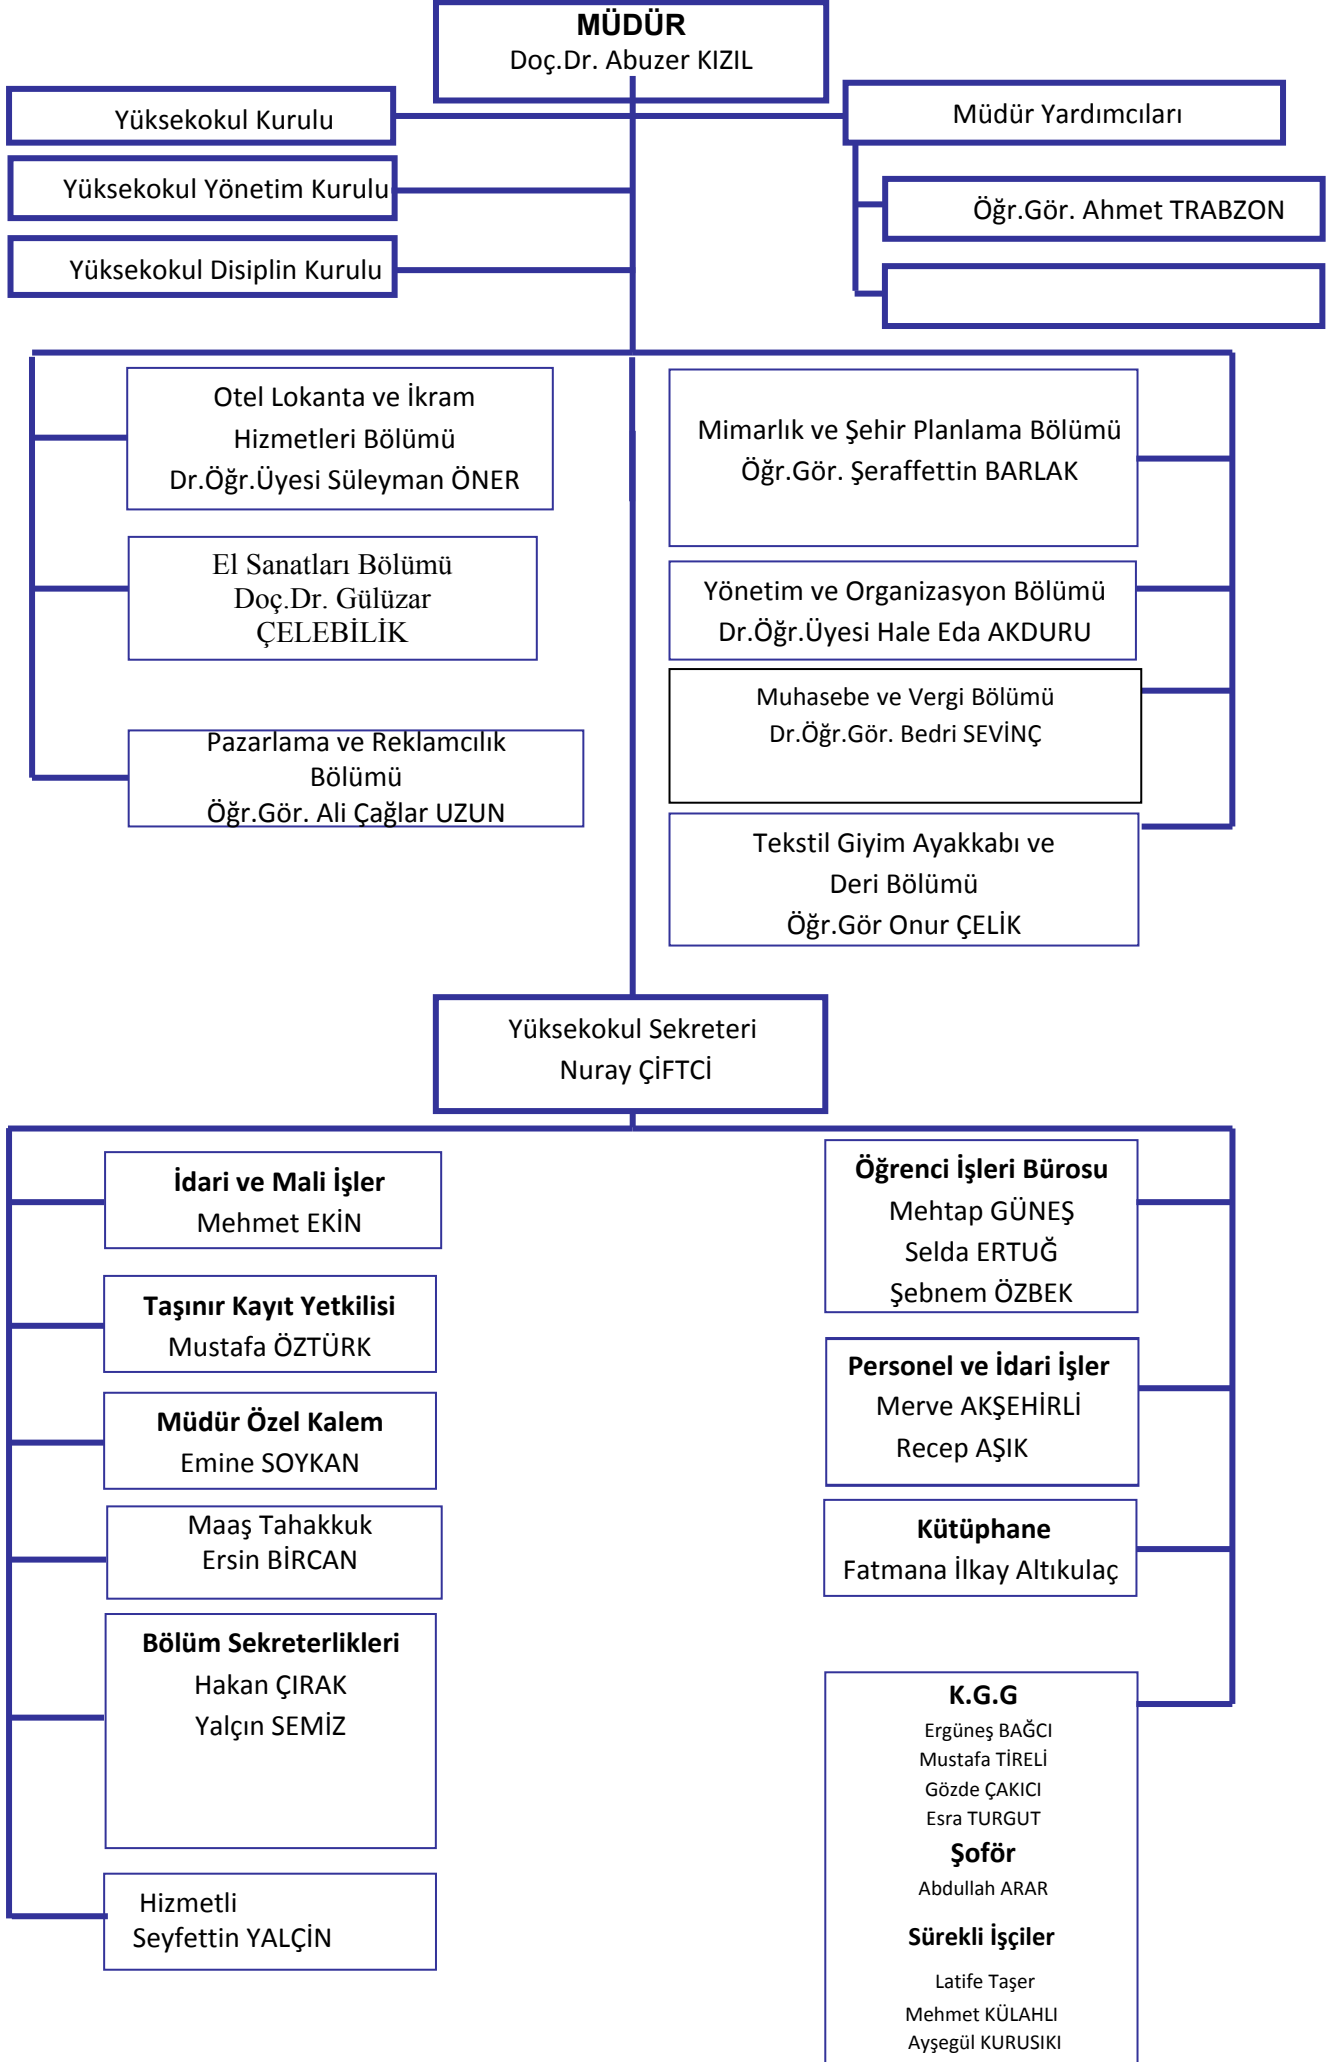 MÜDÜR
Doç.Dr. Abuzer KIZIL
Yüksekokul Kurulu
Müdür Yardımcıları
Yüksekokul Yönetim Kurulu
Öğr.Gör. Ahmet TRABZON
Yüksekokul Disiplin Kurulu
Otel Lokanta ve İkram
Hizmetleri Bölümü
Dr.Öğr.Üyesi Süleyman ÖNER
El Sanatları Bölümü
Doç.Dr. Gülüzar
ÇELEBİLİK
Pazarlama ve Reklamcılık
Bölümü
Öğr.Gör. Ali Çağlar UZUN
Mimarlık ve Şehir Planlama Bölümü
Öğr.Gör. Şeraffettin BARLAK
Yönetim ve Organizasyon Bölümü
Dr.Öğr.Üyesi Hale Eda AKDURU
Muhasebe ve Vergi Bölümü
Dr.Öğr.Gör. Bedri SEVİNÇ
Tekstil Giyim Ayakkabı ve
Deri Bölümü
Öğr.Gör Onur ÇELİK
Yüksekokul Sekreteri
Nuray ÇİFTCİ
İdari ve Mali İşler
Mehmet EKİN
Taşınır Kayıt Yetkilisi
Mustafa ÖZTÜRK
Müdür Özel Kalem
Emine SOYKAN
Maaş Tahakkuk
Ersin BİRCAN
Bölüm Sekreterlikleri
Hakan ÇIRAK
Yalçın SEMİZ
Hizmetli
Seyfettin YALÇİN
Öğrenci İşleri Bürosu
Mehtap GÜNEŞ
Selda ERTUĞ
Şebnem ÖZBEK
Personel ve İdari İşler
Merve AKŞEHİRLİ
Recep AŞIK
Kütüphane
Fatmana İlkay Altıkulaç
K.G.G
Ergüneş BAĞCI
Mustafa TİRELİ
Gözde ÇAKICI
Esra TURGUT
Şoför
Abdullah ARAR
Sürekli İşçiler
Latife Taşer
Mehmet KÜLAHLI
Ayşegül KURUSIKI